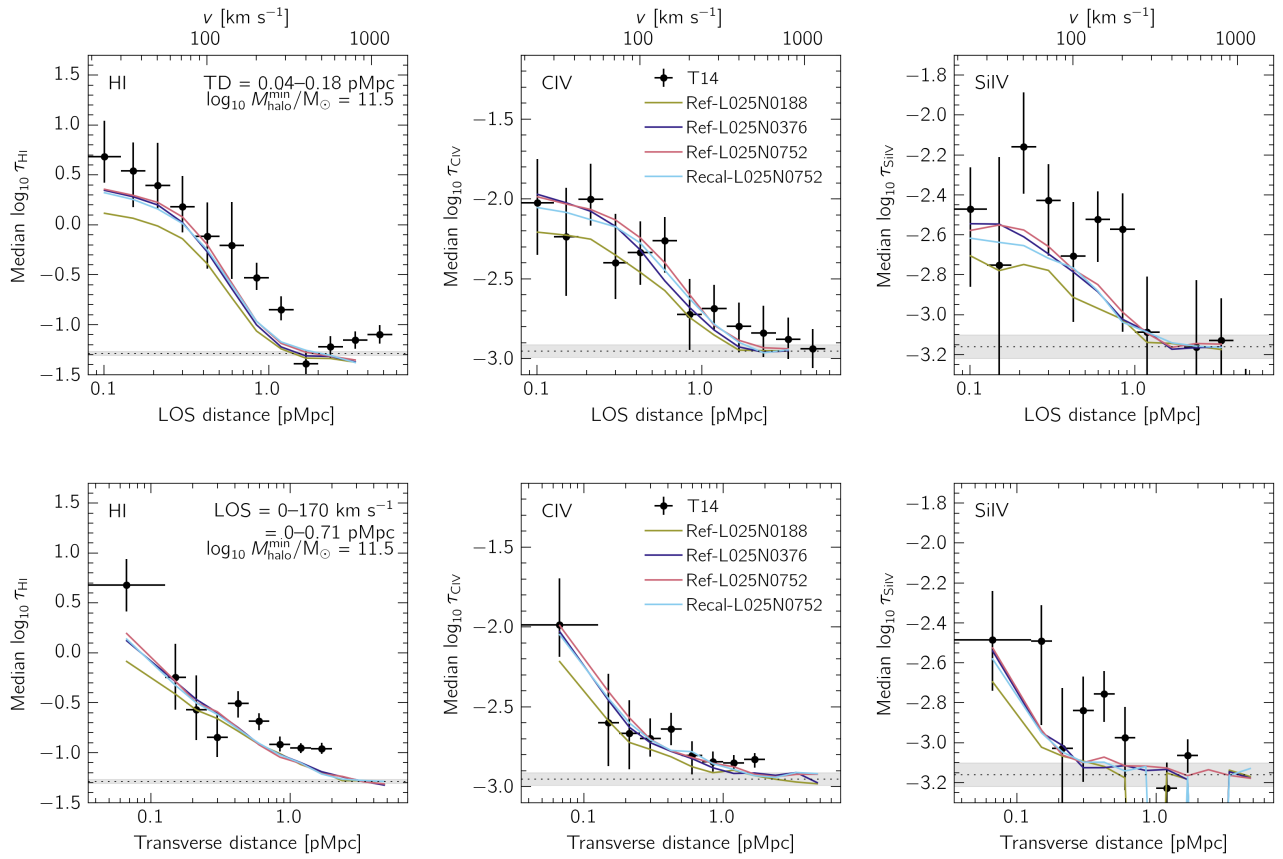 v [km s⁻¹]
100 1000
HI
TD = 0.04–0.18 pMpc
log₁₀ M_halo^min/M☉ = 11.5
Median log₁₀ τ_HI
1.5
1.0
0.5
0.0
−0.5
−1.0
−1.5
0.1 1.0
LOS distance [pMpc]
v [km s⁻¹]
100 1000
CIV
T14
Ref-L025N0188
Ref-L025N0376
Ref-L025N0752
Recal-L025N0752
Median log₁₀ τ_CIV
−1.5
−2.0
−2.5
−3.0
0.1 1.0
LOS distance [pMpc]
v [km s⁻¹]
100 1000
SiIV
Median log₁₀ τ_SiIV
−1.8
−2.0
−2.2
−2.4
−2.6
−2.8
−3.0
−3.2
0.1 1.0
LOS distance [pMpc]
HI
LOS = 0–170 km s⁻¹
= 0–0.71 pMpc
log₁₀ M_halo^min/M☉ = 11.5
Median log₁₀ τ_HI
1.5
1.0
0.5
0.0
−0.5
−1.0
−1.5
0.1 1.0
Transverse distance [pMpc]
CIV
T14
Ref-L025N0188
Ref-L025N0376
Ref-L025N0752
Recal-L025N0752
Median log₁₀ τ_CIV
−1.5
−2.0
−2.5
−3.0
0.1 1.0
Transverse distance [pMpc]
SiIV
Median log₁₀ τ_SiIV
−1.8
−2.0
−2.2
−2.4
−2.6
−2.8
−3.0
−3.2
0.1 1.0
Transverse distance [pMpc]